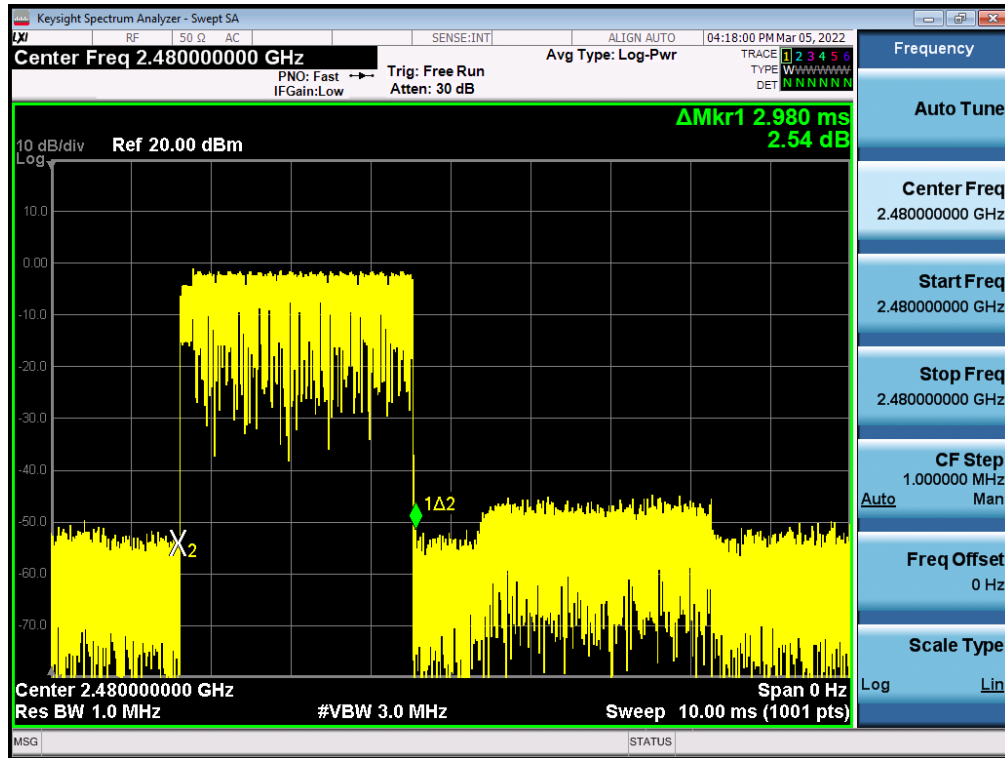 Keysight Spectrum Analyzer - Swept SA
LXI RF 50 Ω AC SENSE:INT ALIGN AUTO 04:18:00 PM Mar 05, 2022
Center Freq 2.480000000 GHz
PNO: Fast
IFGain:Low
Trig: Free Run
Atten: 30 dB
Avg Type: Log-Pwr
TRACE 1 2 3 4 5 6
TYPE WWWWWW
DET N N N N N N
ΔMkr1 2.980 ms
2.54 dB
10 dB/div Ref 20.00 dBm
Log
10.0
0.00
-10.0
-20.0
-30.0
-40.0
-50.0
-60.0
-70.0
1Δ2
2
Center 2.480000000 GHz Span 0 Hz
Res BW 1.0 MHz #VBW 3.0 MHz Sweep 10.00 ms (1001 pts)
MSG STATUS
Frequency
Auto Tune
Center Freq
2.480000000 GHz
Start Freq
2.480000000 GHz
Stop Freq
2.480000000 GHz
CF Step
1.000000 MHz
Auto Man
Freq Offset
0 Hz
Scale Type
Log Lin